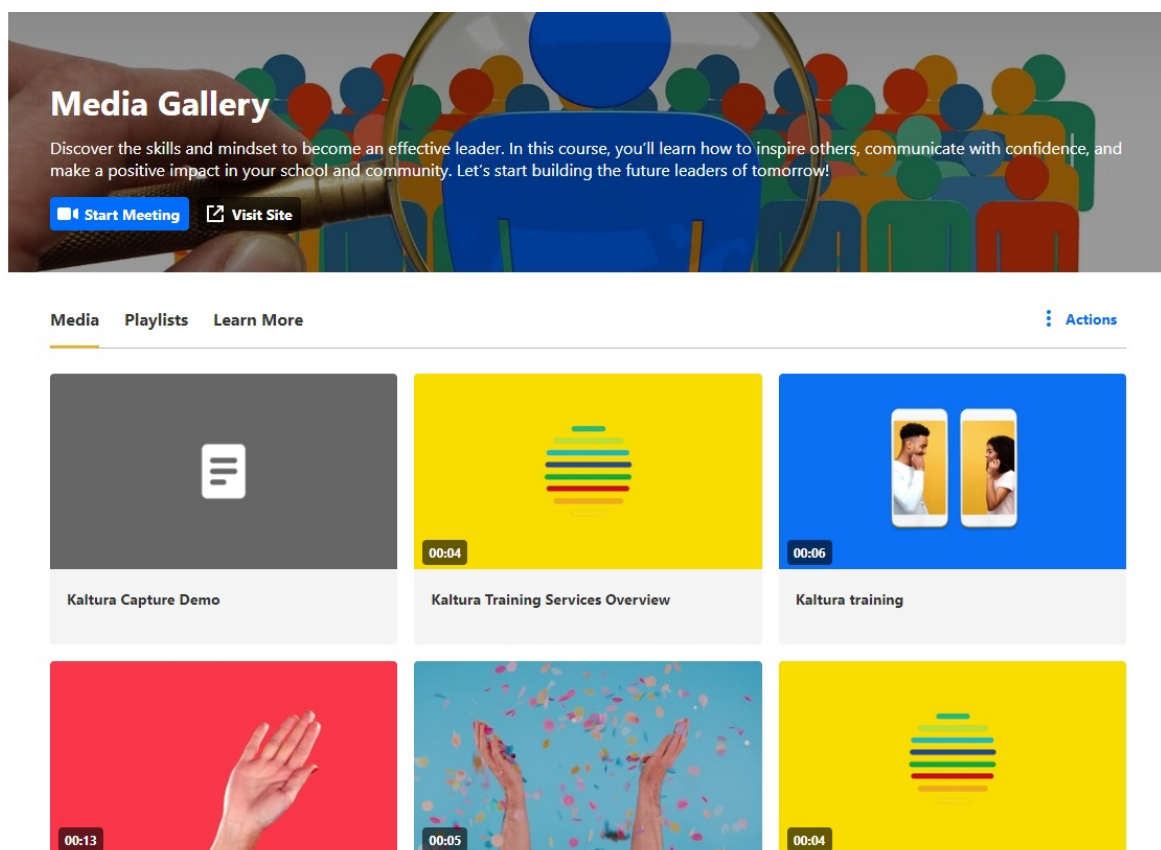 Media Gallery
Discover the skills and mindset to become an effective leader. In this course, you'll learn how to inspire others, communicate with confidence, and
make a positive impact in your school and community. Let's start building the future leaders of tomorrow!
Start Meeting
Visit Site
Media
Playlists
Learn More
Actions
00:04
00:06
Kaltura Capture Demo
Kaltura Training Services Overview
Kaltura training
00:13
00:05
00:04